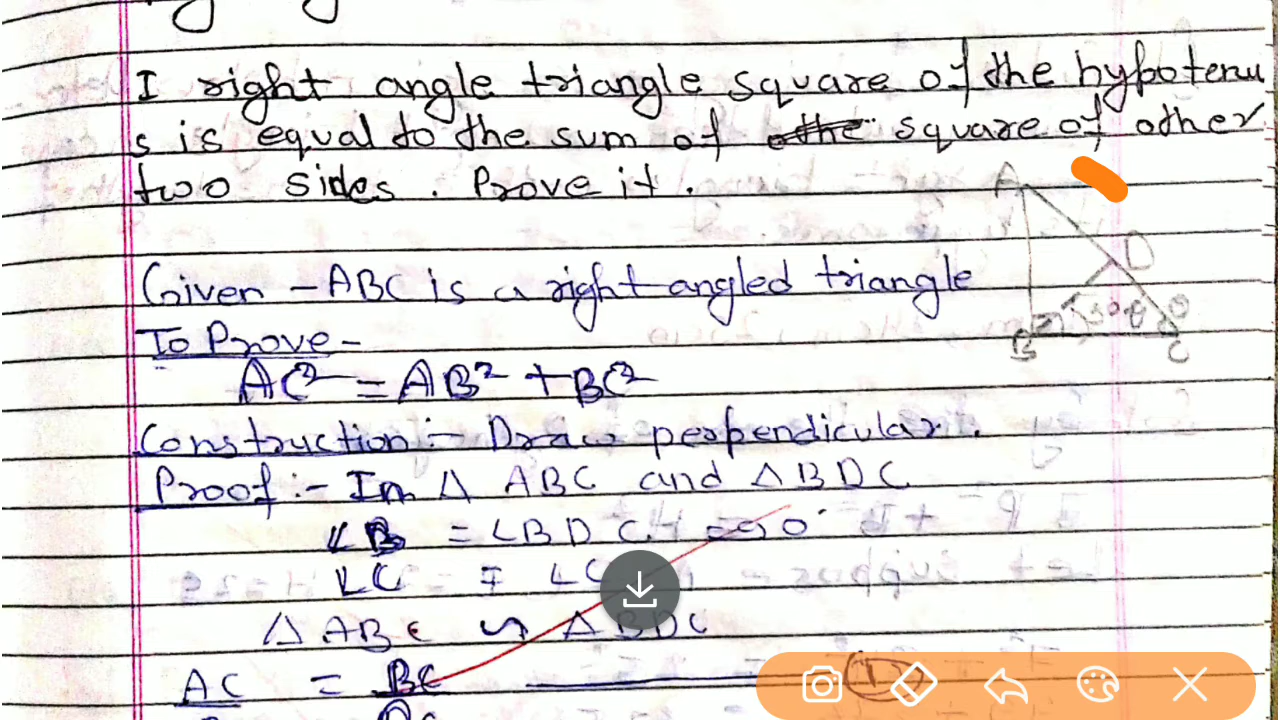 I right angle triangle square of the hypotenu
s is equal to the sum of the square of other
two sides. Prove it.
A
D
B
C
Given - ABC is a right angled triangle
To Prove -
AC² = AB² + BC²
Construction :- Draw perpendicular.
Proof :- In Δ ABC and Δ BDC
∠B = ∠BDC = 90°
∠C = ∠C
Δ ABC ∽ Δ BDC
AC = BC